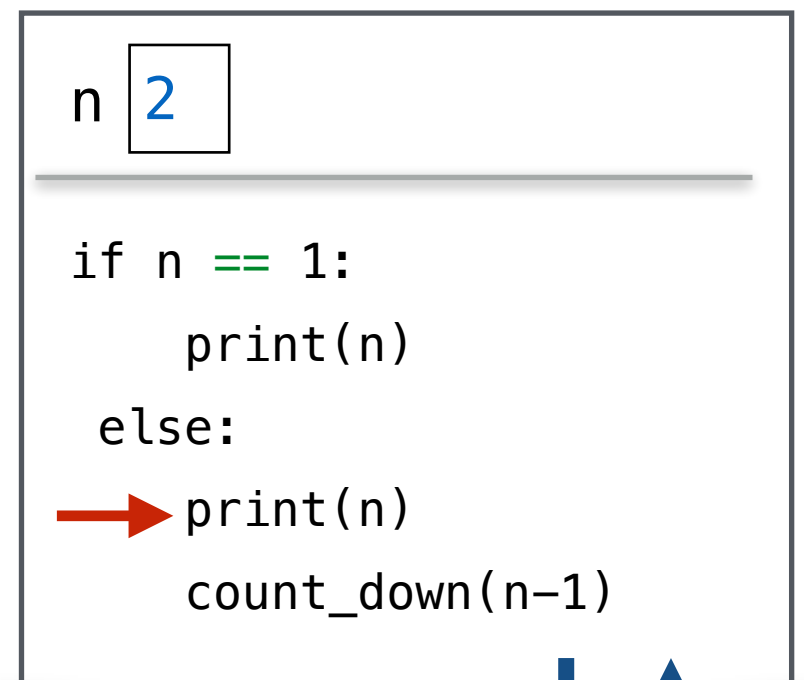 n 2
if n == 1:
print(n)
else:
print(n)
count_down(n-1)